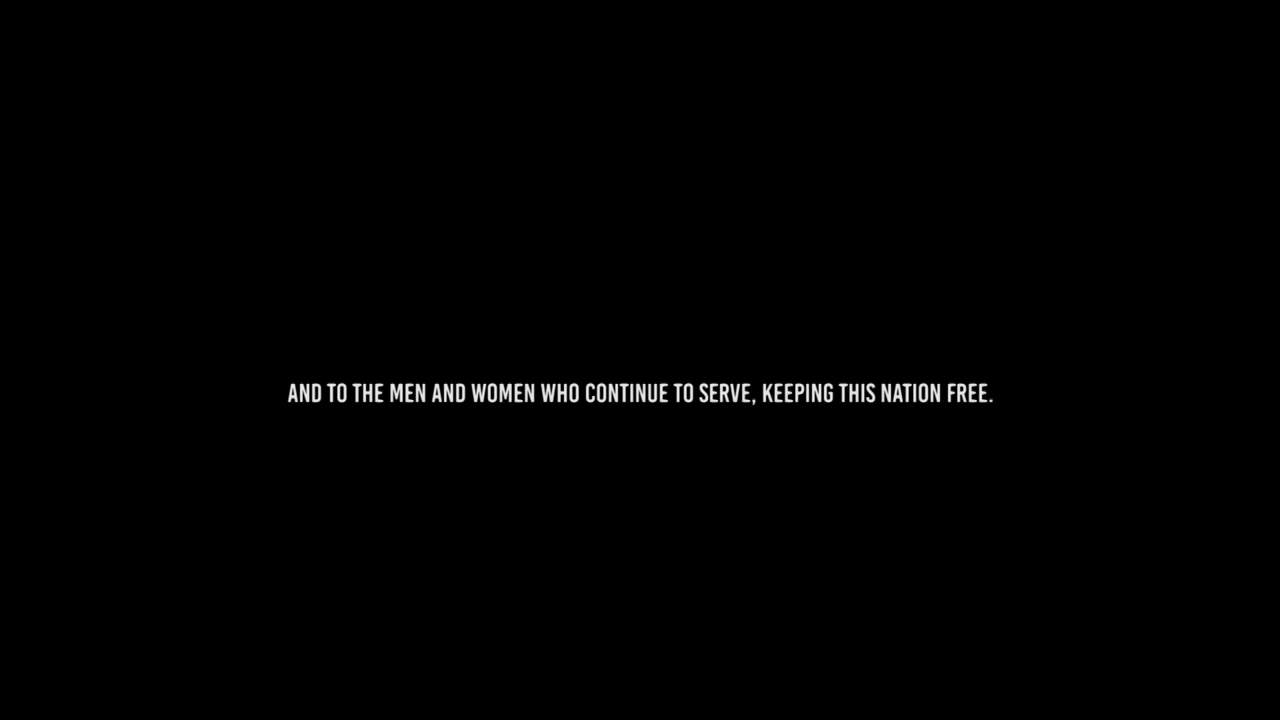 AND TO THE MEN AND WOMEN WHO CONTINUE TO SERVE, KEEPING THIS NATION FREE.